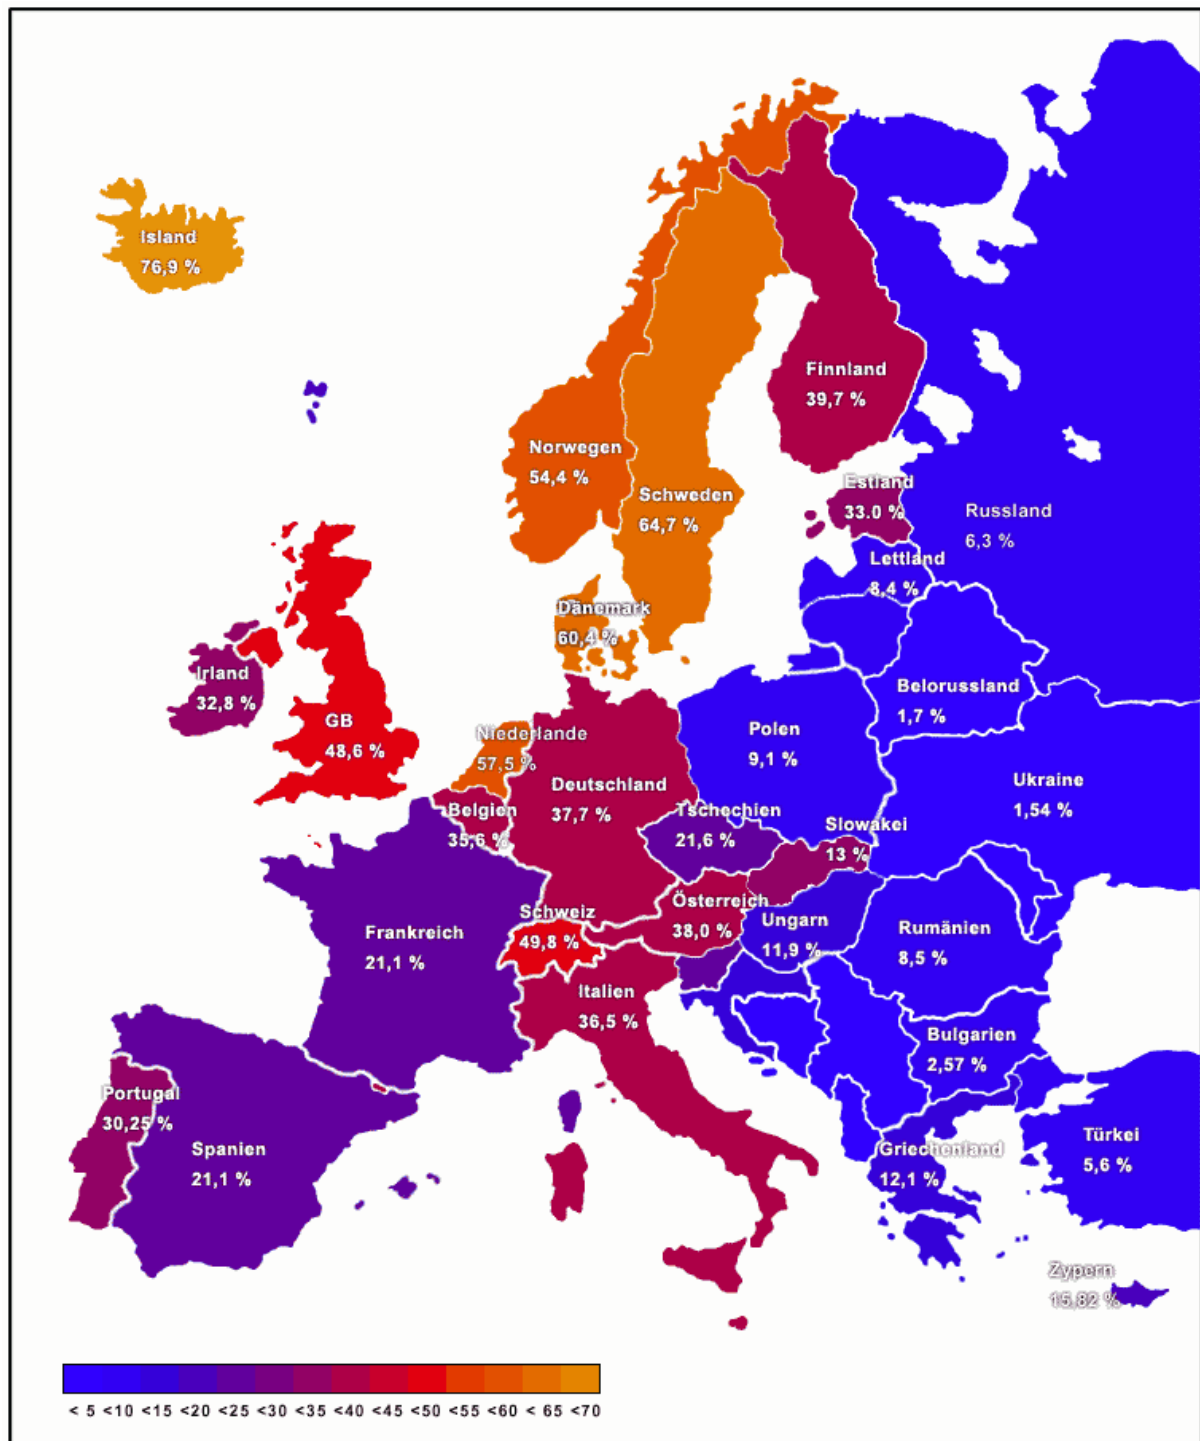 Island
76,9 %
Finnland
39,7 %
Norwegen
54,4 %
Schweden
64,7 %
Estland
33.0 %
Russland
6,3 %
Lettland
8,4 %
Dänemark
60,4 %
Irland
32,8 %
GB
48,6 %
Belorussland
1,7 %
Niederlande
57,5 %
Polen
9,1 %
Deutschland
37,7 %
Ukraine
1,54 %
Belgien
35,6 %
Tschechien
21,6 %
Slowakei
13 %
Österreich
38,0 %
Schweiz
49,8 %
Ungarn
11,9 %
Frankreich
21,1 %
Rumänien
8,5 %
Italien
36,5 %
Bulgarien
2,57 %
Portugal
30,25 %
Spanien
21,1 %
Türkei
5,6 %
Griechenland
12,1 %
Zypern
15,82 %
< 5 <10 <15 <20 <25 <30 <35 <40 <45 <50 <55 <60 < 65 <70